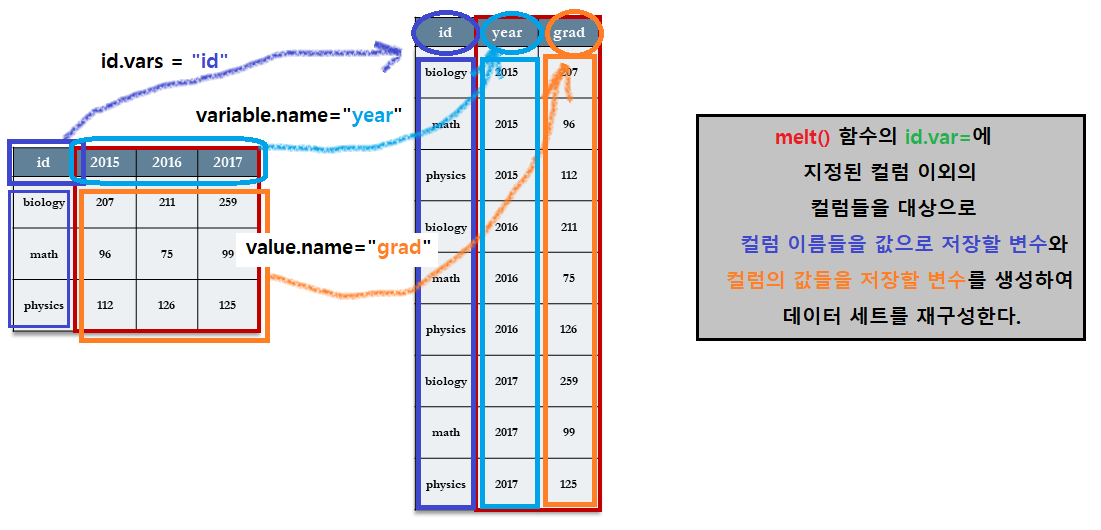 id.vars = "id"
variable.name="year"
id 2015 2016 2017
biology 207 211 259
math 96 75 99
physics 112 126 125
value.name="grad"
id year grad
biology 2015 207
math 2015 96
physics 2015 112
biology 2016 211
math 2016 75
physics 2016 126
biology 2017 259
math 2017 99
physics 2017 125
melt() 함수의 id.var=에
지정된 컬럼 이외의
컬럼들을 대상으로
컬럼 이름들을 값으로 저장할 변수와
컬럼의 값들을 저장할 변수를 생성하여
데이터 세트를 재구성한다.